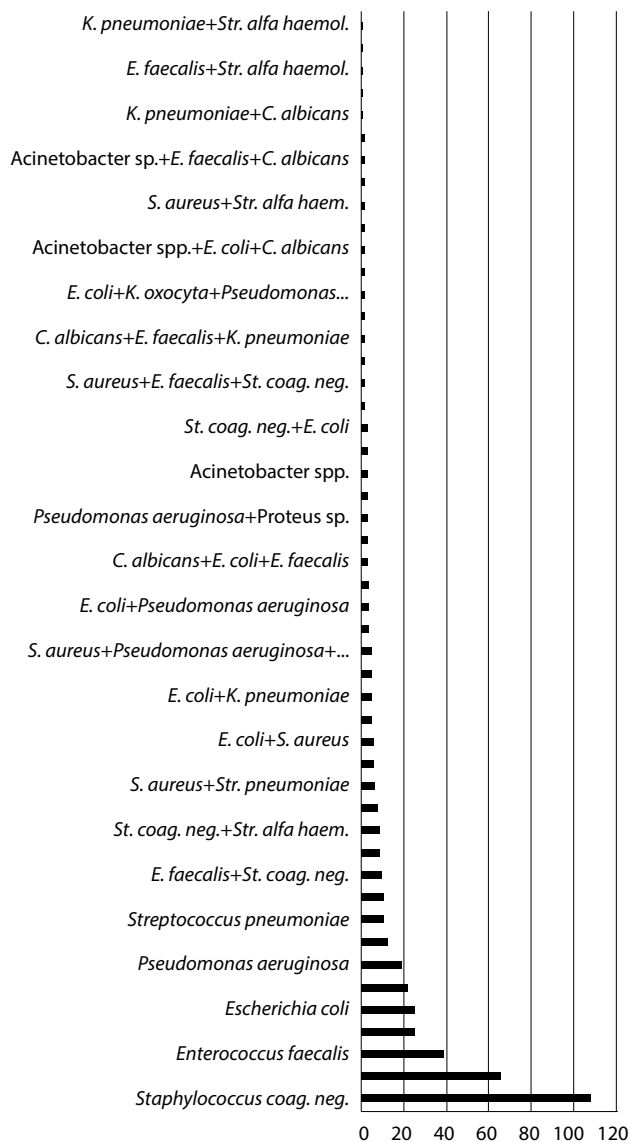 K. pneumoniae+Str. alfa haemol.
E. faecalis+Str. alfa haemol.
K. pneumoniae+C. albicans
Acinetobacter sp.+E. faecalis+C. albicans
S. aureus+Str. alfa haem.
Acinetobacter spp.+E. coli+C. albicans
E. coli+K. oxocyta+Pseudomonas...
C. albicans+E. faecalis+K. pneumoniae
S. aureus+E. faecalis+St. coag. neg.
St. coag. neg.+E. coli
Acinetobacter spp.
Pseudomonas aeruginosa+Proteus sp.
C. albicans+E. coli+E. faecalis
E. coli+Pseudomonas aeruginosa
S. aureus+Pseudomonas aeruginosa+...
E. coli+K. pneumoniae
E. coli+S. aureus
S. aureus+Str. pneumoniae
St. coag. neg.+Str. alfa haem.
E. faecalis+St. coag. neg.
Streptococcus pneumoniae
Pseudomonas aeruginosa
Escherichia coli
Enterococcus faecalis
Staphylococcus coag. neg.
0 20 40 60 80 100 120